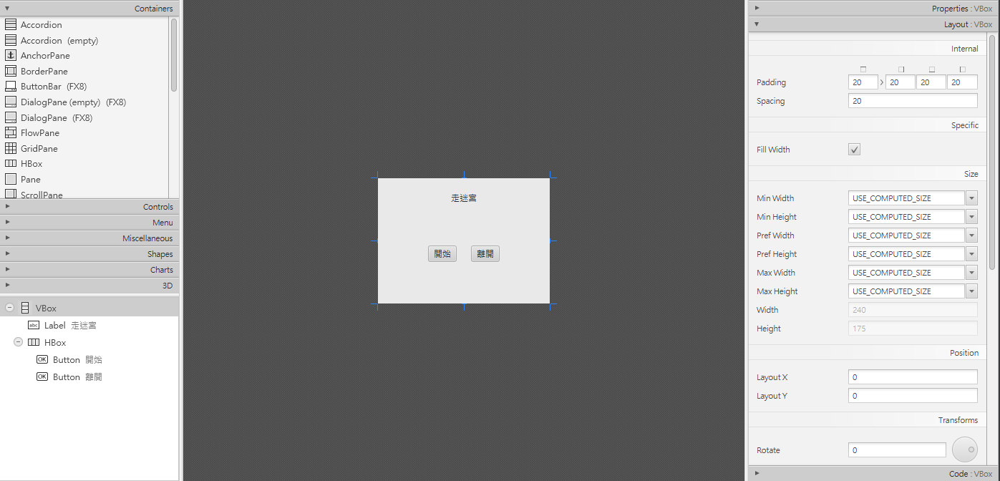 Containers
Accordion
Accordion (empty)
AnchorPane
BorderPane
ButtonBar (FX8)
DialogPane (empty) (FX8)
DialogPane (FX8)
FlowPane
GridPane
HBox
Pane
ScrollPane
Controls
Menu
Miscellaneous
Shapes
Charts
3D
VBox
abc Label 走迷宮
HBox
OK Button 開始
OK Button 離開
走迷宮
開始 離開
Properties : VBox
Layout : VBox
Internal
Padding 20 20 20 20
Spacing 20
Specific
Fill Width
Size
Min Width USE_COMPUTED_SIZE
Min Height USE_COMPUTED_SIZE
Pref Width USE_COMPUTED_SIZE
Pref Height USE_COMPUTED_SIZE
Max Width USE_COMPUTED_SIZE
Max Height USE_COMPUTED_SIZE
Width 240
Height 175
Position
Layout X 0
Layout Y 0
Transforms
Rotate 0
Code : VBox